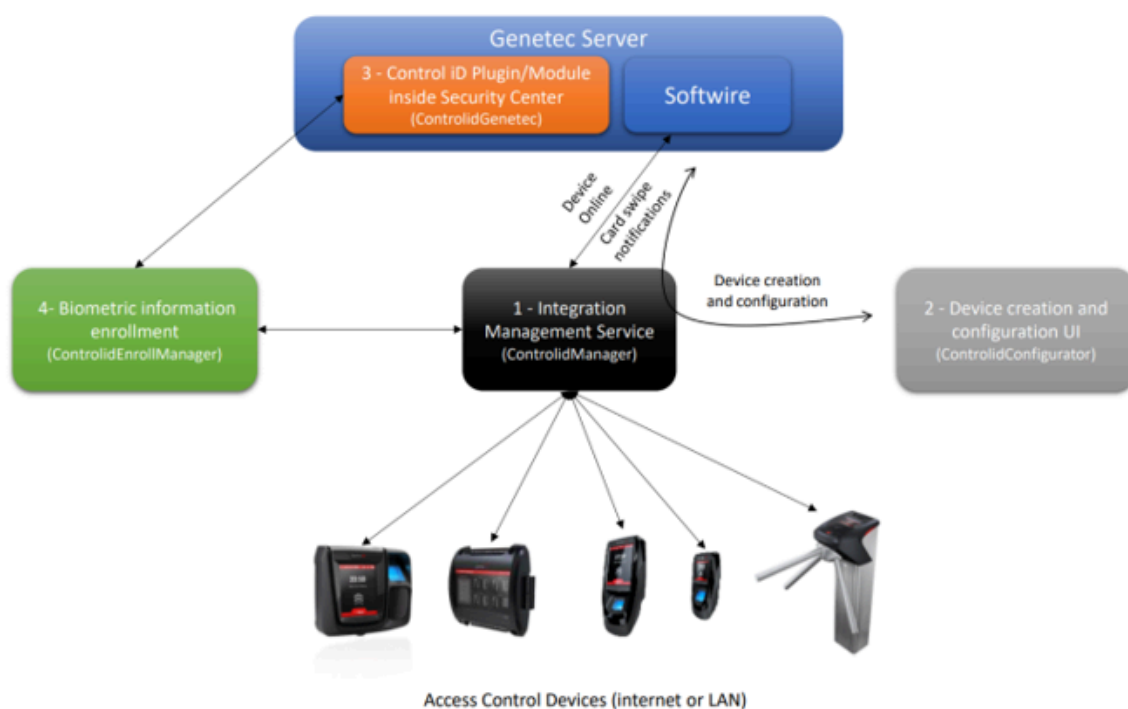 Genetec Server
3 - Control iD Plugin/Module
inside Security Center
(ControlidGenetec)
Softwire
Device
Online
Card swipe
notifications
4- Biometric information
enrollment
(ControlidEnrollManager)
1 - Integration
Management Service
(ControlidManager)
Device creation
and configuration
2 - Device creation and
configuration UI
(ControlidConfigurator)
Access Control Devices (internet or LAN)